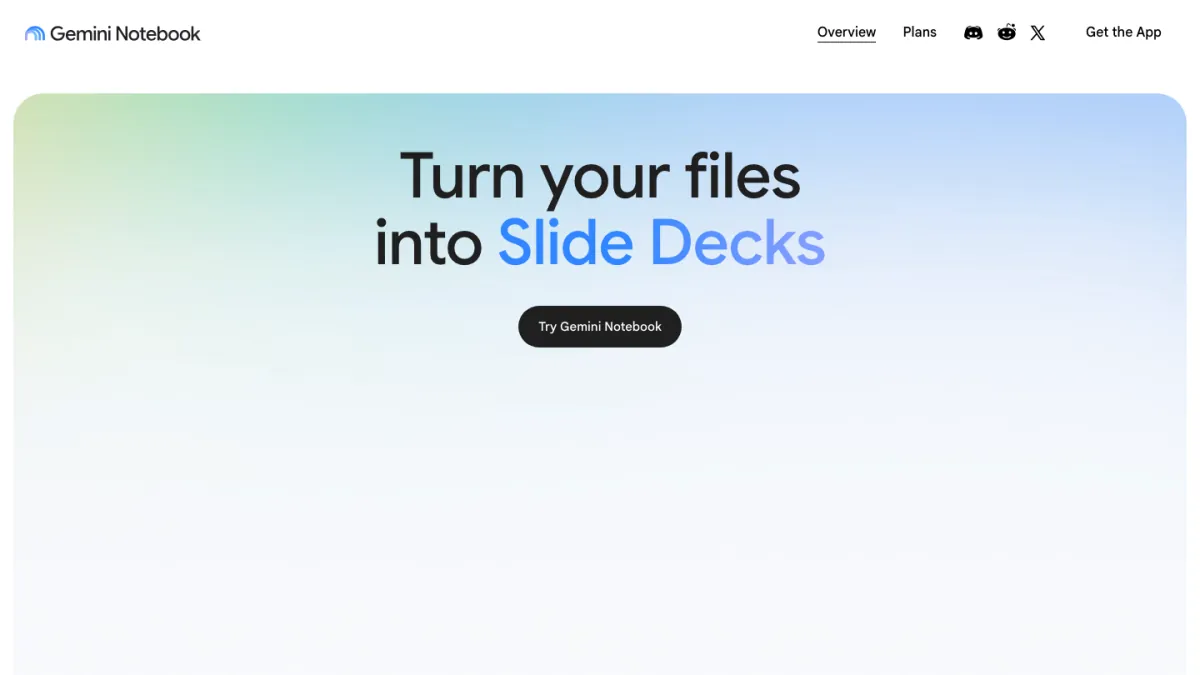 Gemini Notebook
Overview
Plans
Get the App
Turn your files
into Slide Decks
Try Gemini Notebook